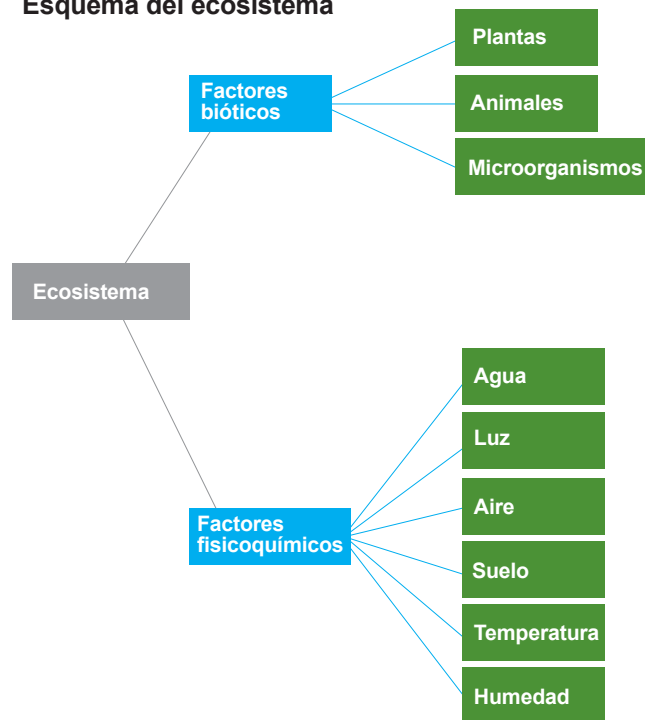 Esquema del ecosistema
Plantas
Factores
bióticos
Animales
Microorganismos
Ecosistema
Agua
Luz
Aire
Factores
fisicoquímicos
Suelo
Temperatura
Humedad